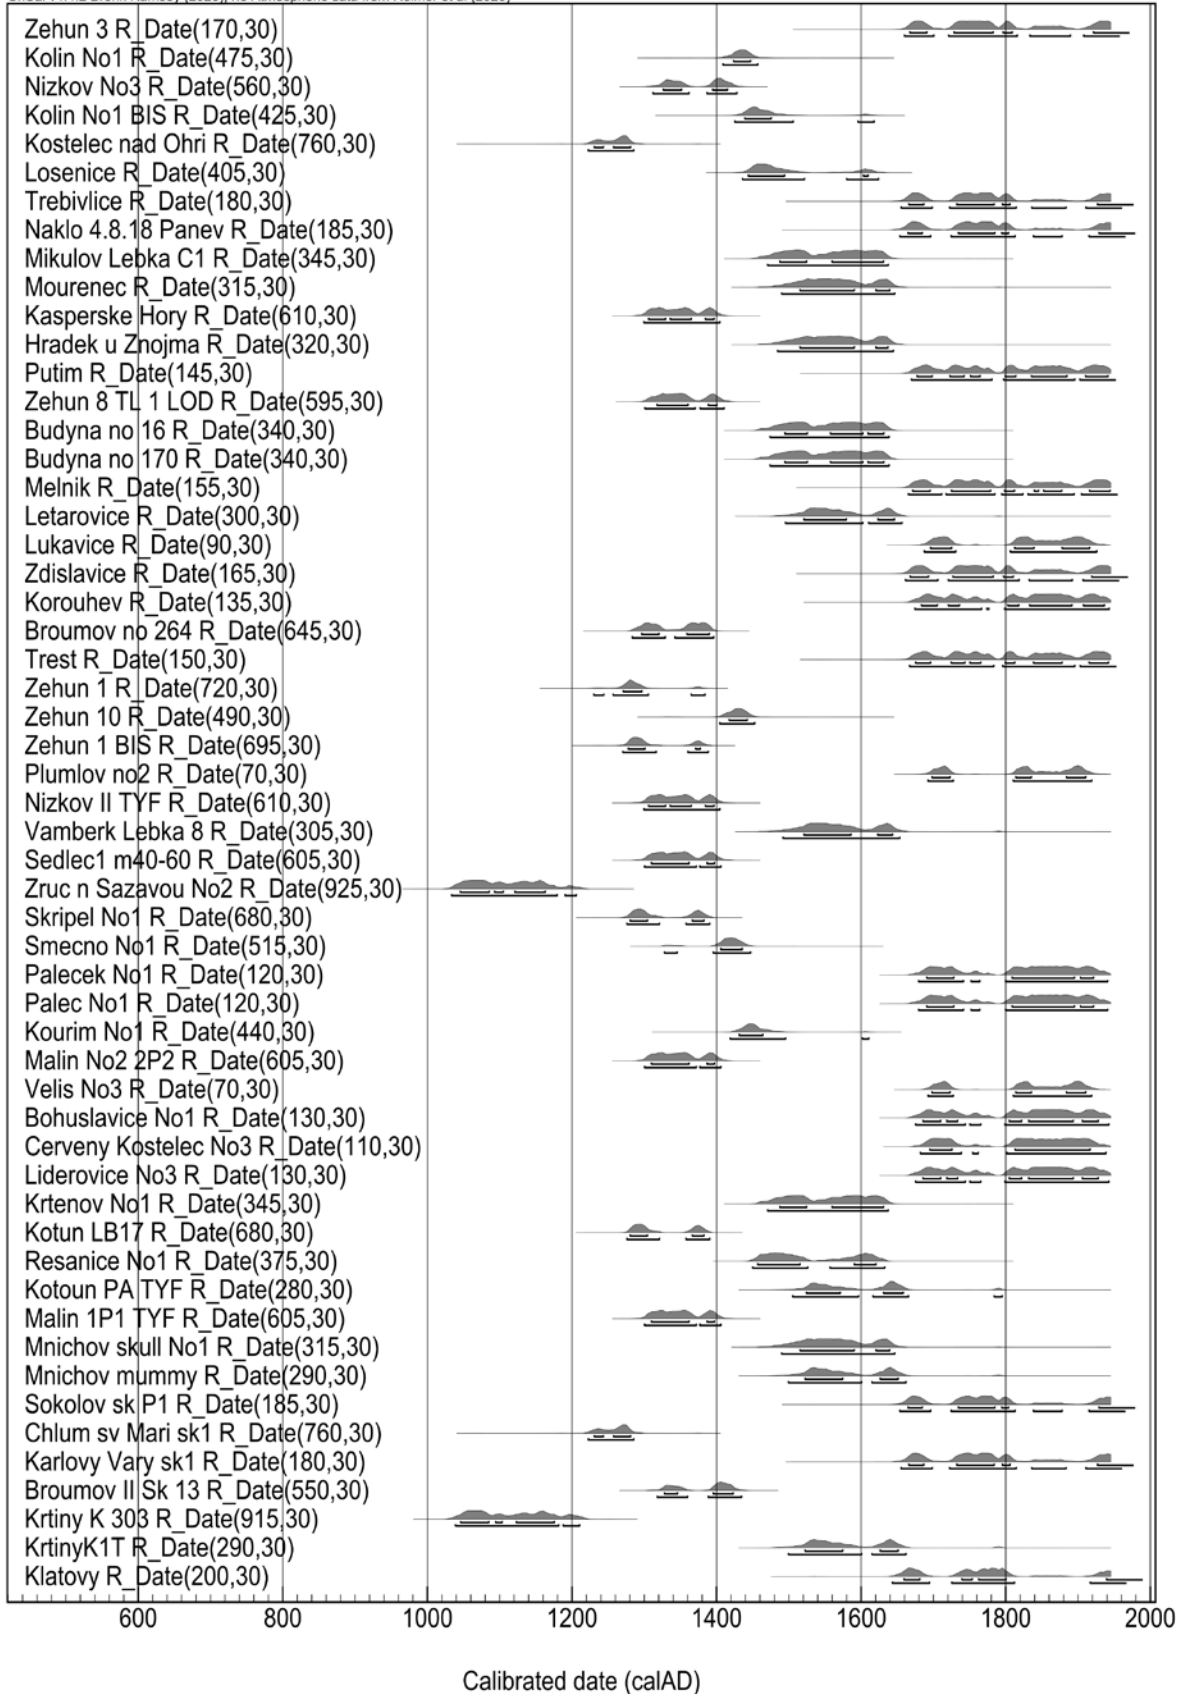 Zehun 3 R_Date(170,30)
Kolin No1 R_Date(475,30)
Nizkov No3 R_Date(560,30)
Kolin No1 BIS R_Date(425,30)
Kostelec nad Ohri R_Date(760,30)
Losenice R_Date(405,30)
Trebivlice R_Date(180,30)
Naklo 4.8.18 Panev R_Date(185,30)
Mikulov Lebka C1 R_Date(345,30)
Mourenec R_Date(315,30)
Kasperske Hory R_Date(610,30)
Hradek u Znojma R_Date(320,30)
Putim R_Date(145,30)
Zehun 8 TL 1 LOD R_Date(595,30)
Budyna no 16 R_Date(340,30)
Budyna no 170 R_Date(340,30)
Melnik R_Date(155,30)
Letarovice R_Date(300,30)
Lukavice R_Date(90,30)
Zdislavice R_Date(165,30)
Korouhev R_Date(135,30)
Broumov no 264 R_Date(645,30)
Trest R_Date(150,30)
Zehun 1 R_Date(720,30)
Zehun 10 R_Date(490,30)
Zehun 1 BIS R_Date(695,30)
Plumlov no2 R_Date(70,30)
Nizkov II TYF R_Date(610,30)
Vamberk Lebka 8 R_Date(305,30)
Sedlec1 m40-60 R_Date(605,30)
Zruc n Sazavou No2 R_Date(925,30)
Skripel No1 R_Date(680,30)
Smecno No1 R_Date(515,30)
Palecek No1 R_Date(120,30)
Palec No1 R_Date(120,30)
Kourim No1 R_Date(440,30)
Malin No2 2P2 R_Date(605,30)
Velis No3 R_Date(70,30)
Bohuslavice No1 R_Date(130,30)
Cerveny Kostelec No3 R_Date(110,30)
Liderovice No3 R_Date(130,30)
Krtenov No1 R_Date(345,30)
Kotun LB17 R_Date(680,30)
Resanice No1 R_Date(375,30)
Kotoun PA TYF R_Date(280,30)
Malin 1P1 TYF R_Date(605,30)
Mnichov skull No1 R_Date(315,30)
Mnichov mummy R_Date(290,30)
Sokolov sk P1 R_Date(185,30)
Chlum sv Mari sk1 R_Date(760,30)
Karlovy Vary sk1 R_Date(180,30)
Broumov II Sk 13 R_Date(550,30)
Krtiny K 303 R_Date(915,30)
KrtinyK1T R_Date(290,30)
Klatovy R_Date(200,30)
600 800 1000 1200 1400 1600 1800 2000
Calibrated date (calAD)